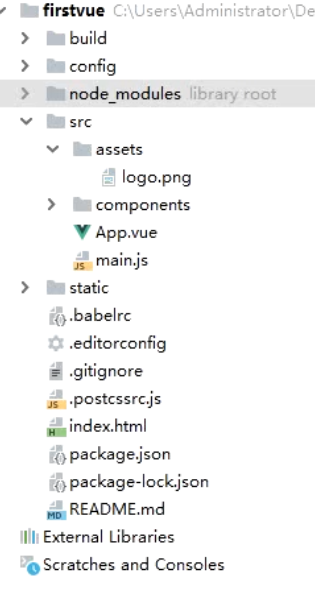 firstvue C:\Users\Administrator\De
build
config
node_modules library root
src
assets
logo.png
components
App.vue
main.js
static
.babelrc
.editorconfig
.gitignore
.postcssrc.js
index.html
package.json
package-lock.json
README.md
External Libraries
Scratches and Consoles